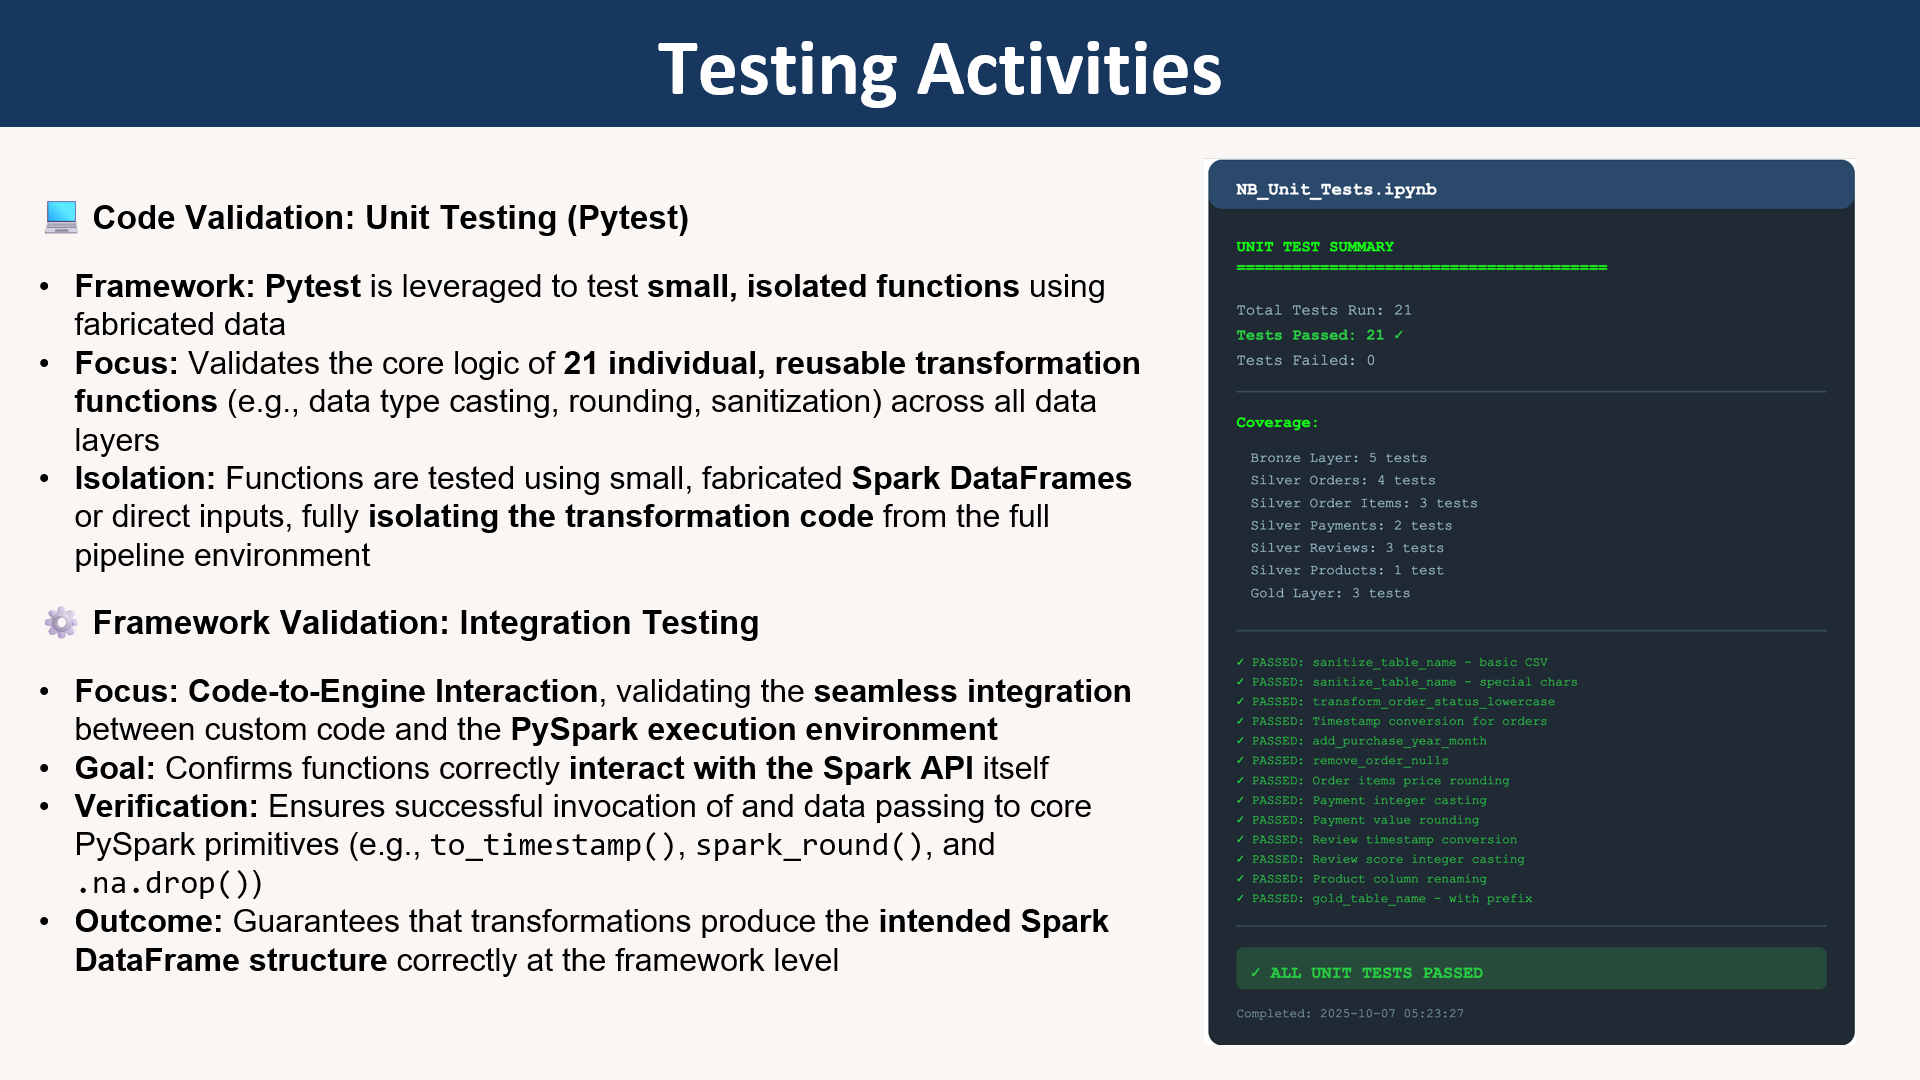 Testing Activities
💻 Code Validation: Unit Testing (Pytest)
• Framework: Pytest is leveraged to test small, isolated functions using
fabricated data
• Focus: Validates the core logic of 21 individual, reusable transformation
functions (e.g., data type casting, rounding, sanitization) across all data
layers
• Isolation: Functions are tested using small, fabricated Spark DataFrames
or direct inputs, fully isolating the transformation code from the full
pipeline environment
⚙️ Framework Validation: Integration Testing
• Focus: Code-to-Engine Interaction, validating the seamless integration
between custom code and the PySpark execution environment
• Goal: Confirms functions correctly interact with the Spark API itself
• Verification: Ensures successful invocation of and data passing to core
PySpark primitives (e.g., to_timestamp(), spark_round(), and
.na.drop())
• Outcome: Guarantees that transformations produce the intended Spark
DataFrame structure correctly at the framework level
NB_Unit_Tests.ipynb
UNIT TEST SUMMARY
========================================
Total Tests Run: 21
Tests Passed: 21 ✓
Tests Failed: 0
Coverage:
Bronze Layer: 5 tests
Silver Orders: 4 tests
Silver Order Items: 3 tests
Silver Payments: 2 tests
Silver Reviews: 3 tests
Silver Products: 1 test
Gold Layer: 3 tests
✓ PASSED: sanitize_table_name - basic CSV
✓ PASSED: sanitize_table_name - special chars
✓ PASSED: transform_order_status_lowercase
✓ PASSED: Timestamp conversion for orders
✓ PASSED: add_purchase_year_month
✓ PASSED: remove_order_nulls
✓ PASSED: Order items price rounding
✓ PASSED: Payment integer casting
✓ PASSED: Payment value rounding
✓ PASSED: Review timestamp conversion
✓ PASSED: Review score integer casting
✓ PASSED: Product column renaming
✓ PASSED: gold_table_name - with prefix
✓ ALL UNIT TESTS PASSED
Completed: 2025-10-07 05:23:27